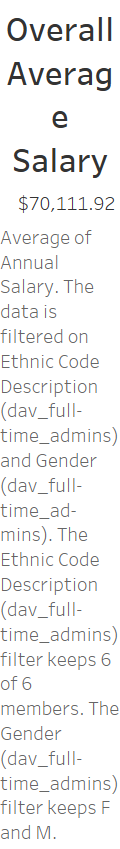 Overall
Averag
e
Salary
$70,111.92
Average of
Annual
Salary. The
data is
filtered on
Ethnic Code
Description
(dav_full-
time_admins)
and Gender
(dav_full-
time_ad-
mins). The
Ethnic Code
Description
(dav_full-
time_admins)
filter keeps 6
of 6
members. The
Gender
(dav_full-
time_admins)
filter keeps F
and M.